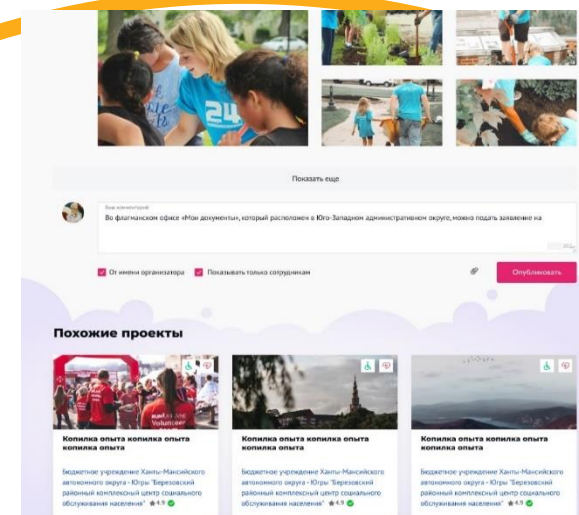 24.
Показать еще
Ваш комментарий
Во флагманском офисе «Мои документы», который расположен в Юго-Западном административном округе, можно подать заявление на
От имени организатора
Показывать только сотрудникам
Опубликовать
Похожие проекты
Volunteer
Копилка опыта копилка опыта
копилка опыта
Бюджетное учреждение Ханты-Мансийского
автономного округа - Югры "Березовский
районный комплексный центр социального
обслуживания населения" ★4.9
Копилка опыта копилка опыта
копилка опыта
Бюджетное учреждение Ханты-Мансийского
автономного округа - Югры "Березовский
районный комплексный центр социального
обслуживания населения" ★4.9
Копилка опыта копилка опыта
копилка опыта
Бюджетное учреждение Ханты-Мансийского
автономного округа - Югры "Березовский
районный комплексный центр социального
обслуживания населения" ★4.9